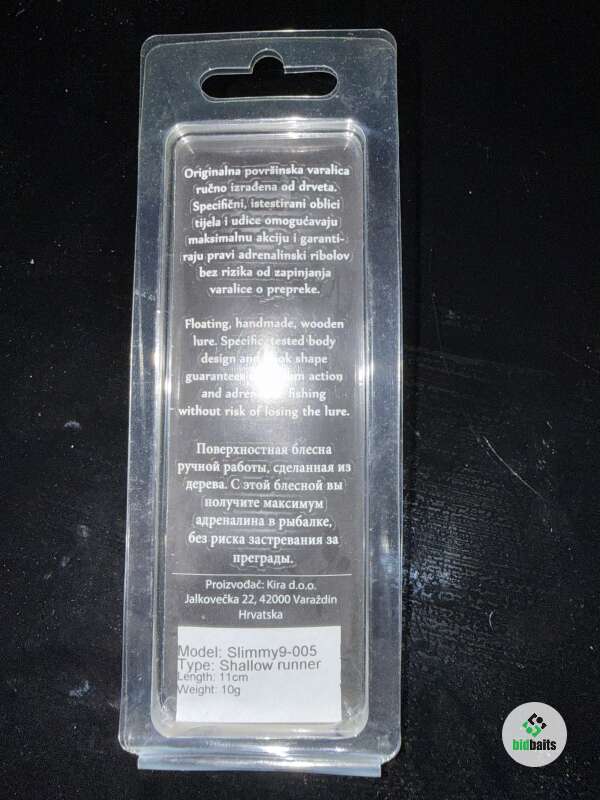 Originalna površinska varalica
ručno izrađena od drveta.
Specifični, istestirani oblici
tijela i udice omogućavaju
maksimalnu akciju i garanti-
raju pravi adrenalinski ribolov
bez rizika od zapinjanja
varalice o prepreke.
Floating, handmade, wooden
lure. Specific, tested body
design and shape
guarantees action
and fishing
without risk of losing the lure.
Поверхностная блесна
ручной работы, сделанная из
дерева. С этой блесной вы
получите максимум
адреналина в рыбалке,
без риска застревания за
преграды.
Proizvođač: Kira d.o.o.
Jalkovečka 22, 42000 Varaždin
Hrvatska
Model: Slimmy9-005
Type: Shallow runner
Length: 11cm
Weight: 10g
bidbaits